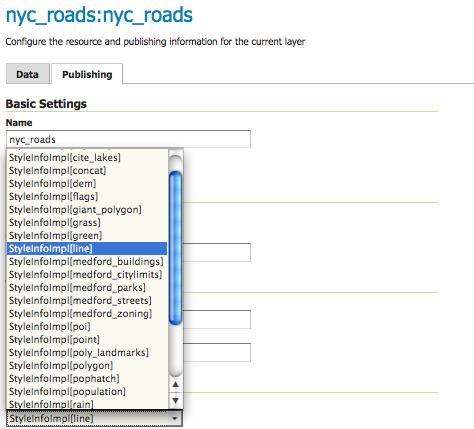 nyc_roads:nyc_roads
Configure the resource and publishing information for the current layer
Data Publishing
Basic Settings
Name
nyc_roads
StyleInfoImpl[cite_lakes]
StyleInfoImpl[concat]
StyleInfoImpl[dem]
StyleInfoImpl[flags]
StyleInfoImpl[giant_polygon]
StyleInfoImpl[grass]
StyleInfoImpl[green]
StyleInfoImpl[line]
StyleInfoImpl[medford_buildings]
StyleInfoImpl[medford_citylimits]
StyleInfoImpl[medford_parks]
StyleInfoImpl[medford_streets]
StyleInfoImpl[medford_zoning]
StyleInfoImpl[poi]
StyleInfoImpl[point]
StyleInfoImpl[poly_landmarks]
StyleInfoImpl[polygon]
StyleInfoImpl[pophatch]
StyleInfoImpl[population]
StyleInfoImpl[rain]
StyleInfoImpl[line]